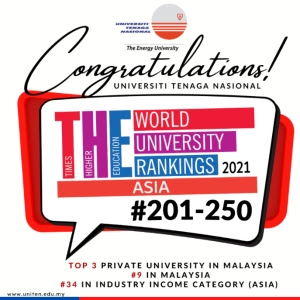 UNIVERSITI
TENAGA
NASIONAL
The Energy University
Congratulations!
UNIVERSITI TENAGA NASIONAL
TIMES
HIGHER
EDUCATION
THE WORLD
UNIVERSITY
RANKINGS 2021
ASIA
#201-250
TOP 3 PRIVATE UNIVERSITY IN MALAYSIA
#9 IN MALAYSIA
#34 IN INDUSTRY INCOME CATEGORY (ASIA)
www.uniten.edu.my